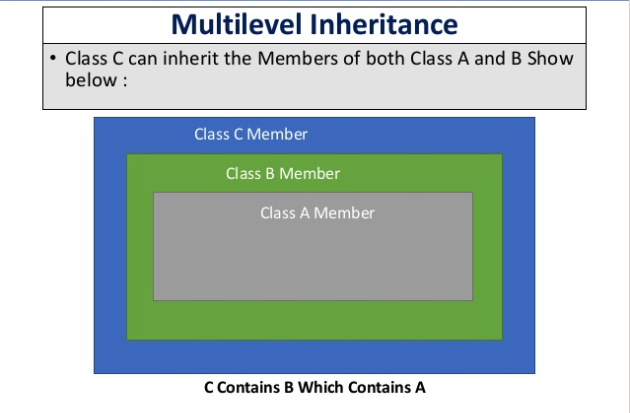 Multilevel Inheritance
• Class C can inherit the Members of both Class A and B Show
below :
Class C Member
Class B Member
Class A Member
C Contains B Which Contains A